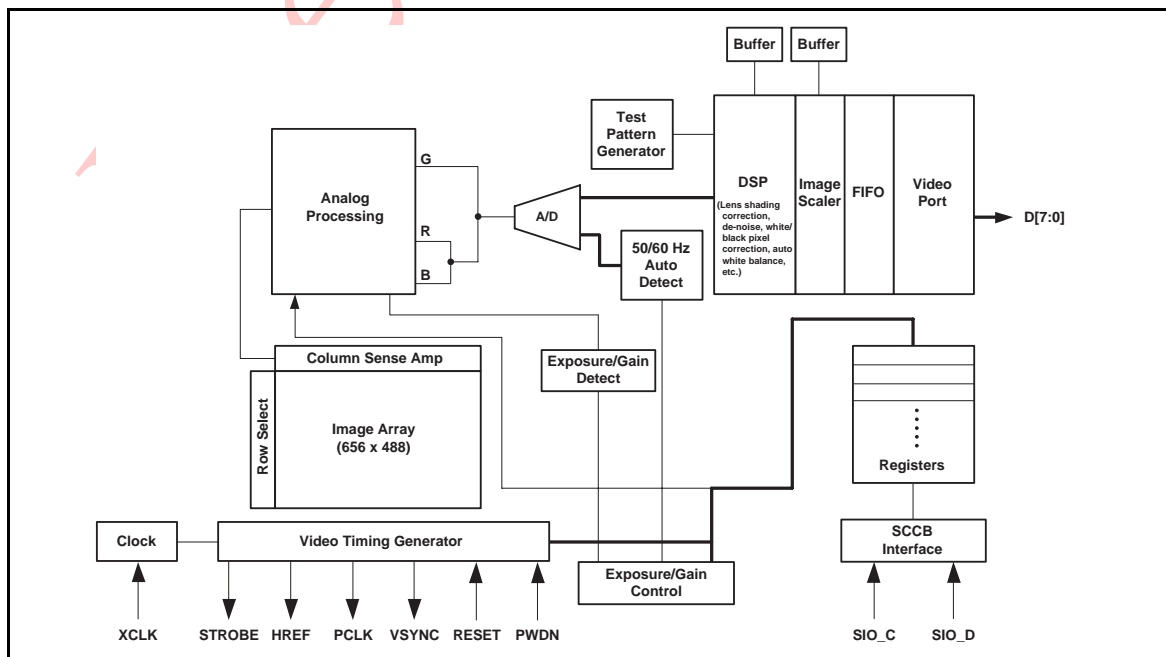 Buffer
Buffer
Test
Pattern
Generator
DSP
(Lens shading
correction,
de-noise, white/
black pixel
correction, auto
white balance,
etc.)
Image
Scaler
FIFO
Video
Port
D[7:0]
Analog
Processing
G
R
B
A/D
50/60 Hz
Auto
Detect
Column Sense Amp
Row Select
Image Array
(656 x 488)
Exposure/Gain
Detect
Registers
Clock
Video Timing Generator
Exposure/Gain
Control
SCCB
Interface
XCLK
STROBE
HREF
PCLK
VSYNC
RESET
PWDN
SIO_C
SIO_D